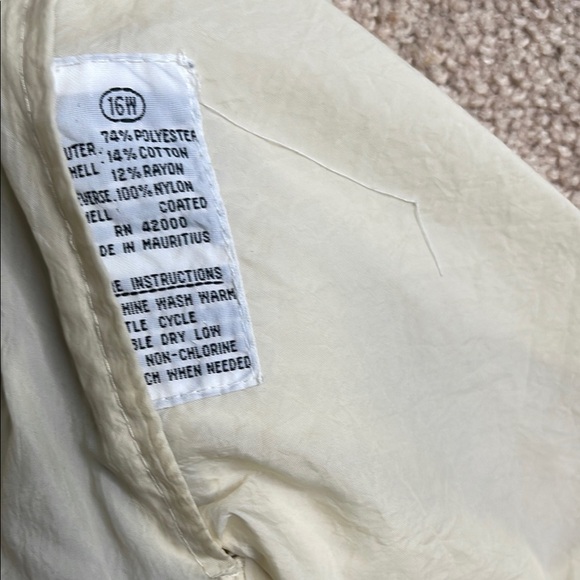 16W
74% POLYESTER
UTER 14% COTTON
HELL 12% RAYON
VERSE 100% NYLON
HELL COATED
RN 42000
DE IN MAURITIUS
E INSTRUCTIONS
HINE WASH WARM
TLE CYCLE
BLE DRY LOW
NON-CHLORINE
CH WHEN NEEDED